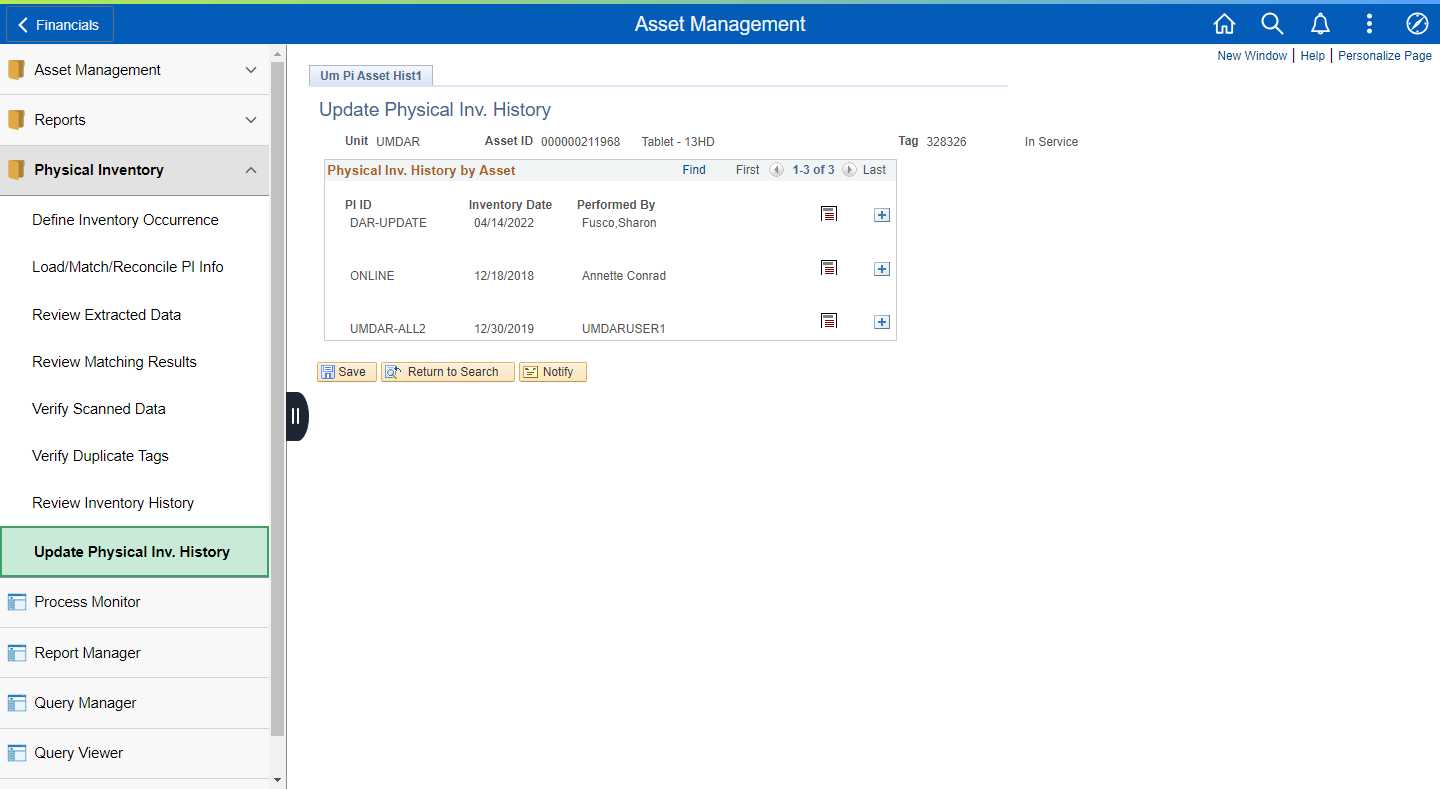 Financials
Asset Management
New Window | Help | Personalize Page
Asset Management
Reports
Physical Inventory
Define Inventory Occurrence
Load/Match/Reconcile PI Info
Review Extracted Data
Review Matching Results
Verify Scanned Data
Verify Duplicate Tags
Review Inventory History
Update Physical Inv. History
Process Monitor
Report Manager
Query Manager
Query Viewer
Um Pi Asset Hist1
Update Physical Inv. History
Unit UMDAR Asset ID 000000211968 Tablet - 13HD Tag 328326 In Service
Physical Inv. History by Asset Find First 1-3 of 3 Last
PI ID Inventory Date Performed By
DAR-UPDATE 04/14/2022 Fusco,Sharon
ONLINE 12/18/2018 Annette Conrad
UMDAR-ALL2 12/30/2019 UMDARUSER1
Save Return to Search Notify